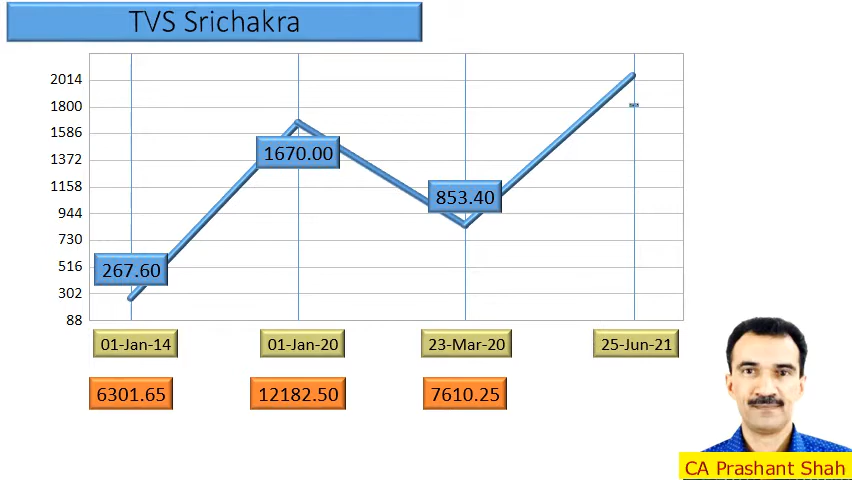 TVS Srichakra
2014
1800
1586
1372
1158
944
730
516
302
88
267.60
1670.00
853.40
01-Jan-14
01-Jan-20
23-Mar-20
25-Jun-21
6301.65
12182.50
7610.25
CA Prashant Shah